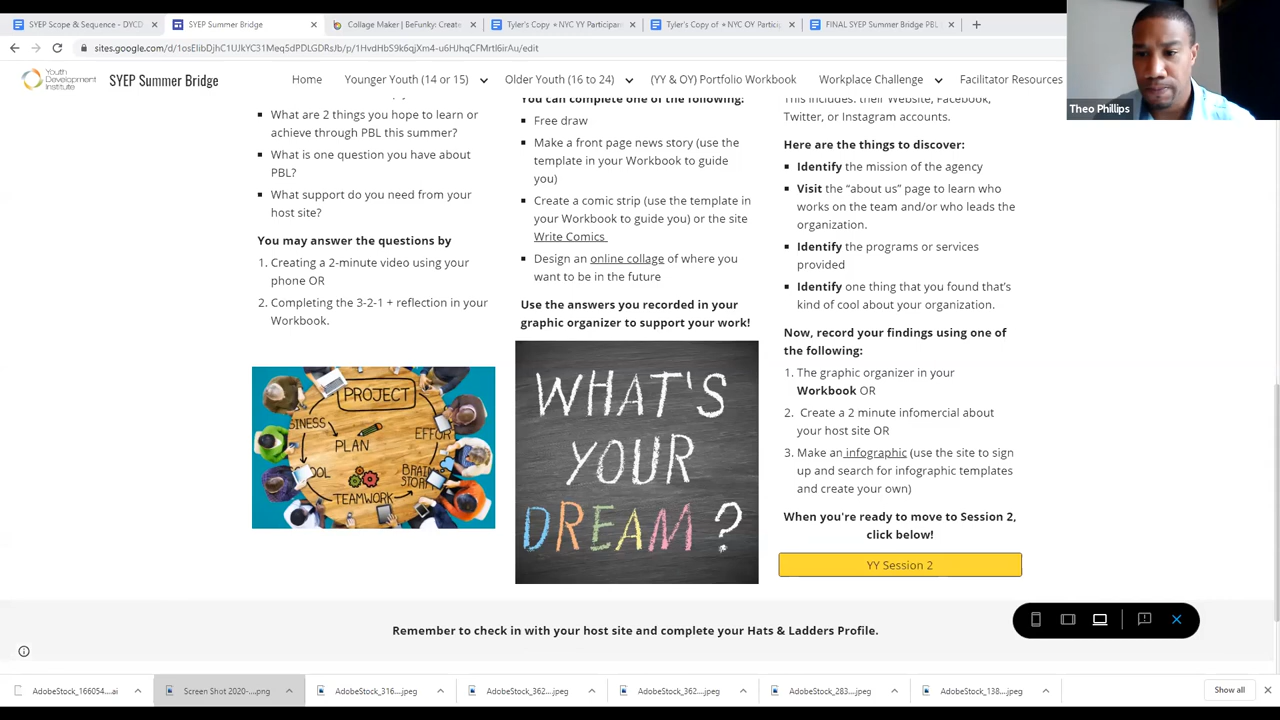 SYEP Scope & Sequence - DYCD
SYEP Summer Bridge
Collage Maker | BeFunky: Create
Tyler's Copy + NYC YY Participan
Tyler's Copy of + NYC OY Partici
FINAL SYEP Summer Bridge PBL
sites.google.com/d/1osElibDjhC1UJkYC31Meq5dPDLGDRsJb/p/1HvdHbS9k6qjXm4-u6HJhqCFMrtI6irAu/edit
Youth Development Institute
SYEP Summer Bridge
Home
Younger Youth (14 or 15)
Older Youth (16 to 24)
(YY & OY) Portfolio Workbook
Workplace Challenge
Facilitator Resources
Theo Phillips
What are 2 things you hope to learn or
achieve through PBL this summer?
What is one question you have about
PBL?
What support do you need from your
host site?
You may answer the questions by
1. Creating a 2-minute video using your
phone OR
2. Completing the 3-2-1 + reflection in your
Workbook.
PROJECT
PLAN
EFFOR
BRAIN
STORM
TEAMWORK
You can complete one of the following:
Free draw
Make a front page news story (use the
template in your Workbook to guide
you)
Create a comic strip (use the template in
your Workbook to guide you) or the site
Write Comics
Design an online collage of where you
want to be in the future
Use the answers you recorded in your
graphic organizer to support your work!
WHAT'S
YOUR
DREAM?
This includes: their Website, Facebook,
Twitter, or Instagram accounts.
Here are the things to discover:
Identify the mission of the agency
Visit the “about us” page to learn who
works on the team and/or who leads the
organization.
Identify the programs or services
provided
Identify one thing that you found that’s
kind of cool about your organization.
Now, record your findings using one of
the following:
1. The graphic organizer in your
Workbook OR
2. Create a 2 minute infomercial about
your host site OR
3. Make an infographic (use the site to sign
up and search for infographic templates
and create your own)
When you're ready to move to Session 2,
click below!
YY Session 2
Remember to check in with your host site and complete your Hats & Ladders Profile.
AdobeStock_166054....ai
Screen Shot 2020-....png
AdobeStock_316....jpeg
AdobeStock_362....jpeg
AdobeStock_362....jpeg
AdobeStock_283....jpeg
AdobeStock_138....jpeg
Show all